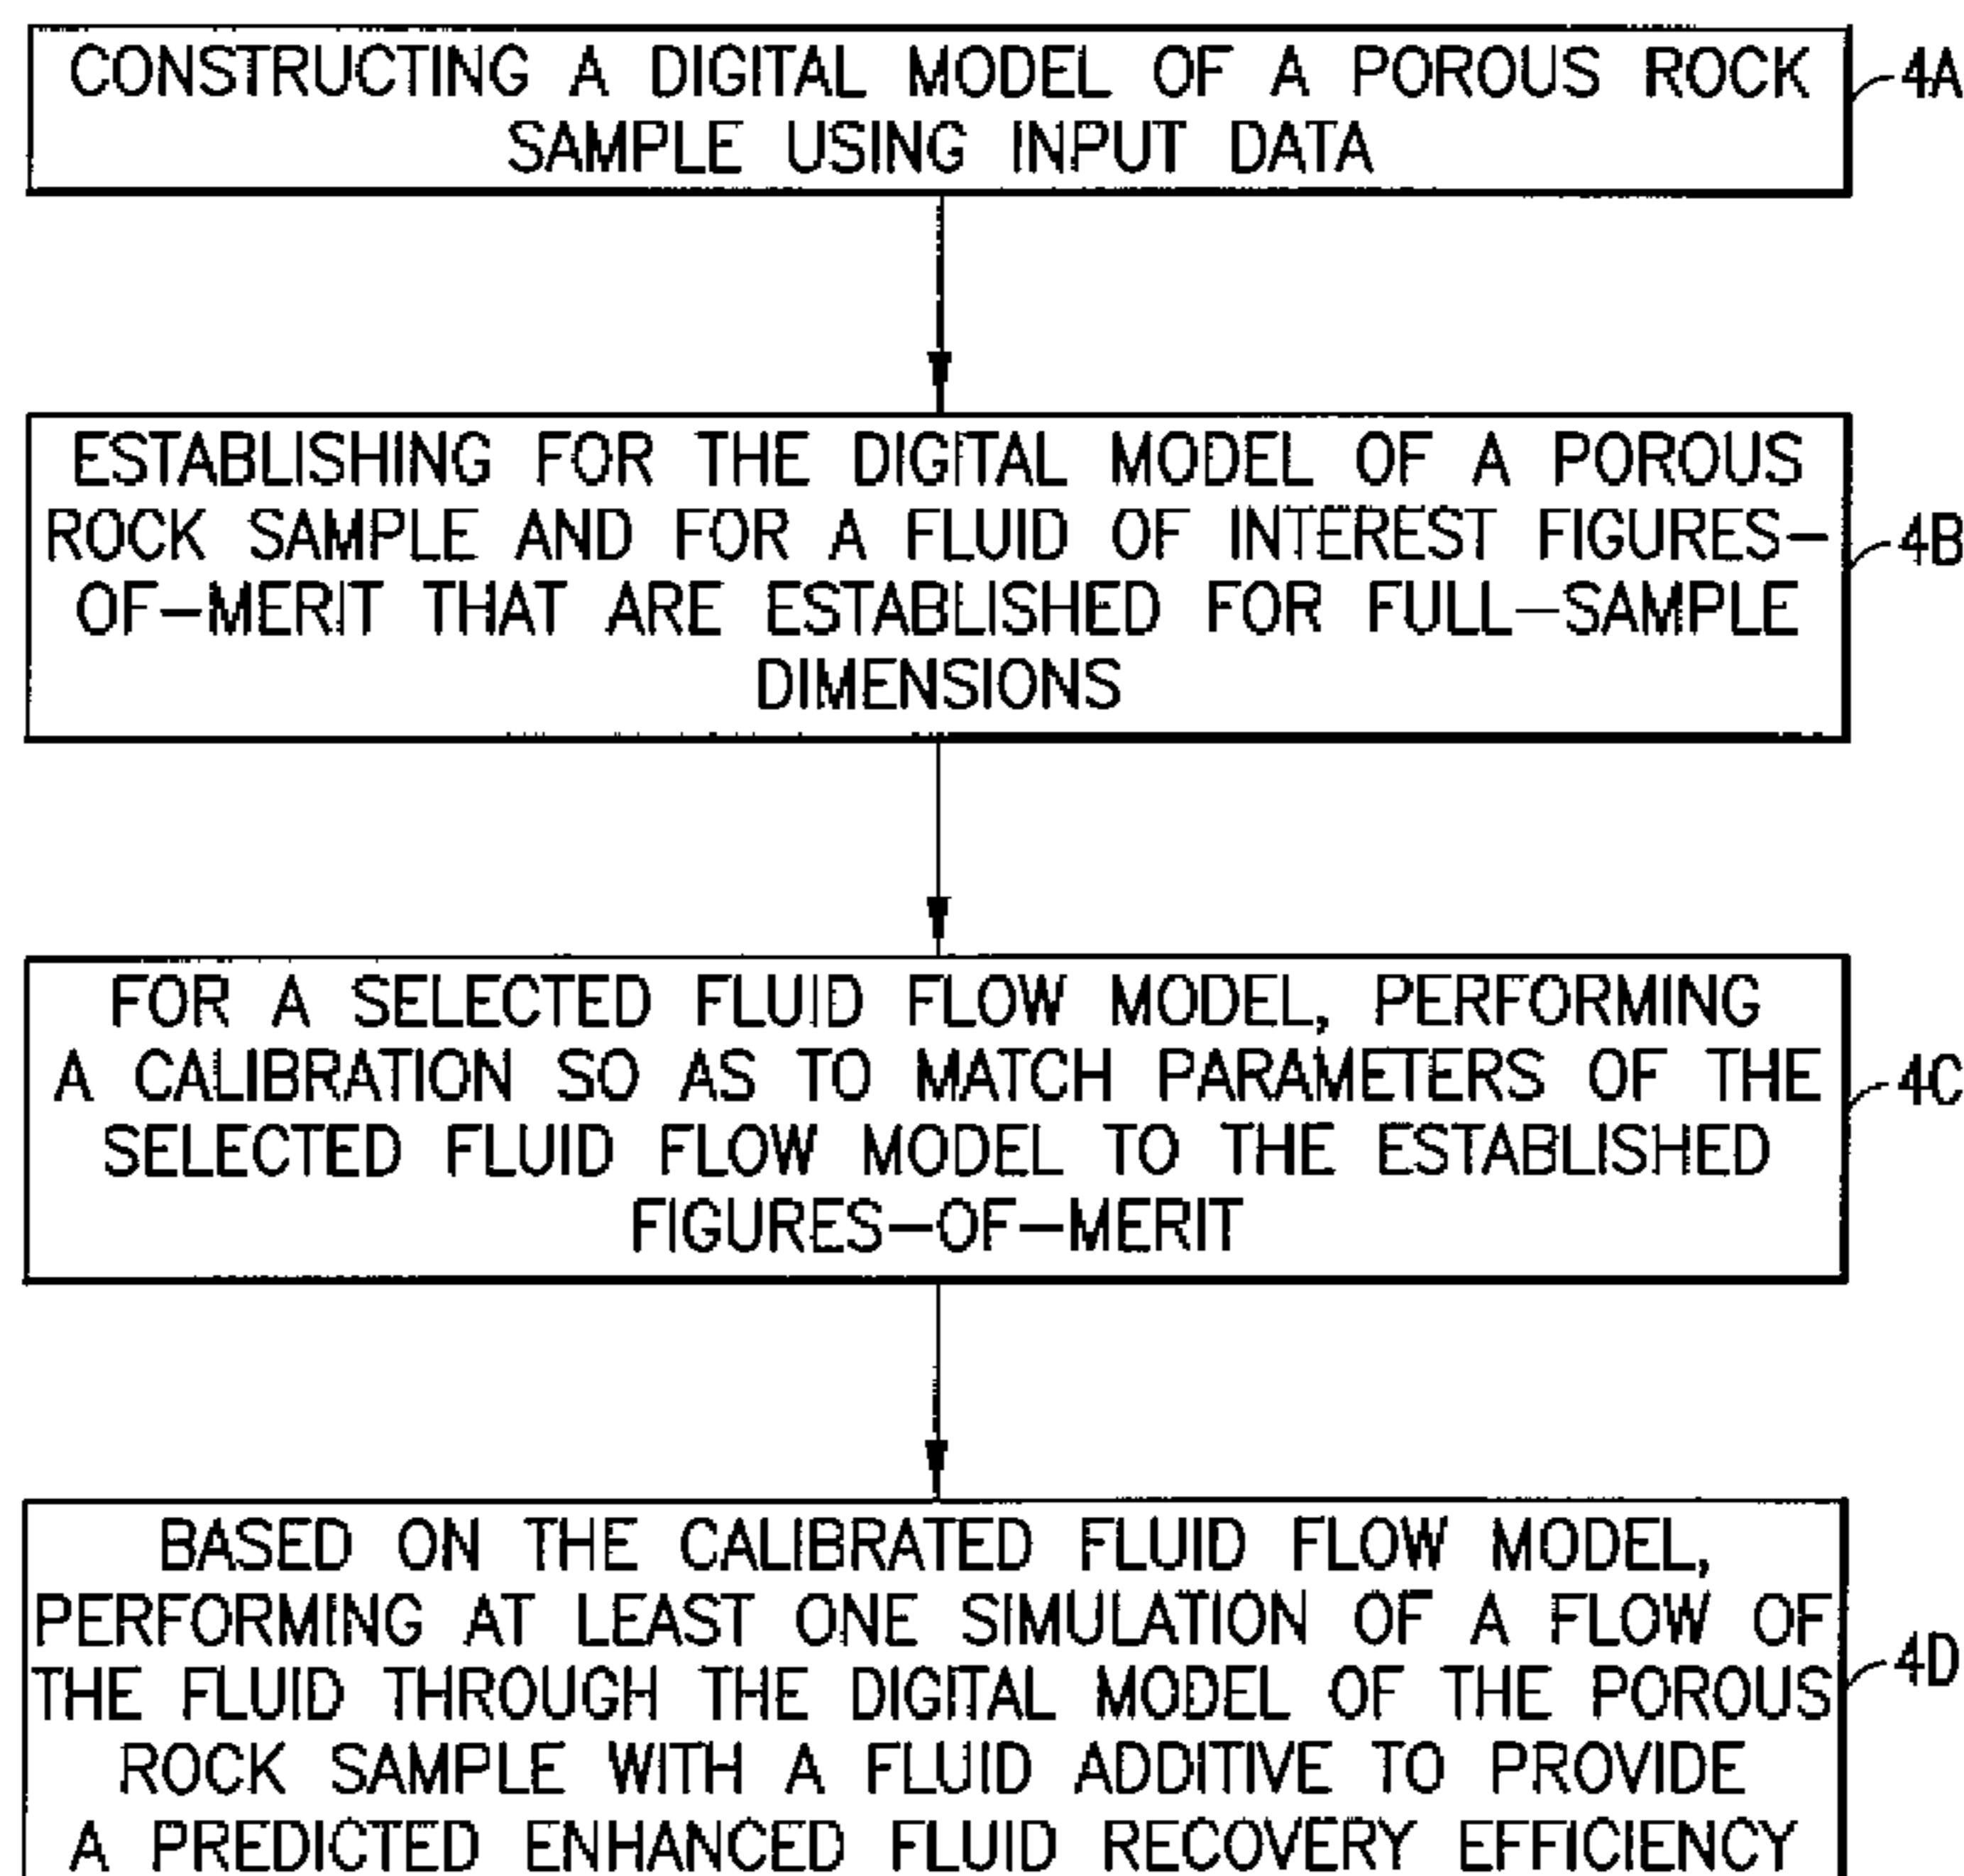 CONSTRUCTING A DIGITAL MODEL OF A POROUS ROCK
SAMPLE USING INPUT DATA
4A
ESTABLISHING FOR THE DIGITAL MODEL OF A POROUS
ROCK SAMPLE AND FOR A FLUID OF INTEREST FIGURES-
OF-MERIT THAT ARE ESTABLISHED FOR FULL-SAMPLE
DIMENSIONS
4B
FOR A SELECTED FLUID FLOW MODEL, PERFORMING
A CALIBRATION SO AS TO MATCH PARAMETERS OF THE
SELECTED FLUID FLOW MODEL TO THE ESTABLISHED
FIGURES-OF-MERIT
4C
BASED ON THE CALIBRATED FLUID FLOW MODEL,
PERFORMING AT LEAST ONE SIMULATION OF A FLOW OF
THE FLUID THROUGH THE DIGITAL MODEL OF THE POROUS
ROCK SAMPLE WITH A FLUID ADDITIVE TO PROVIDE
A PREDICTED ENHANCED FLUID RECOVERY EFFICIENCY
4D